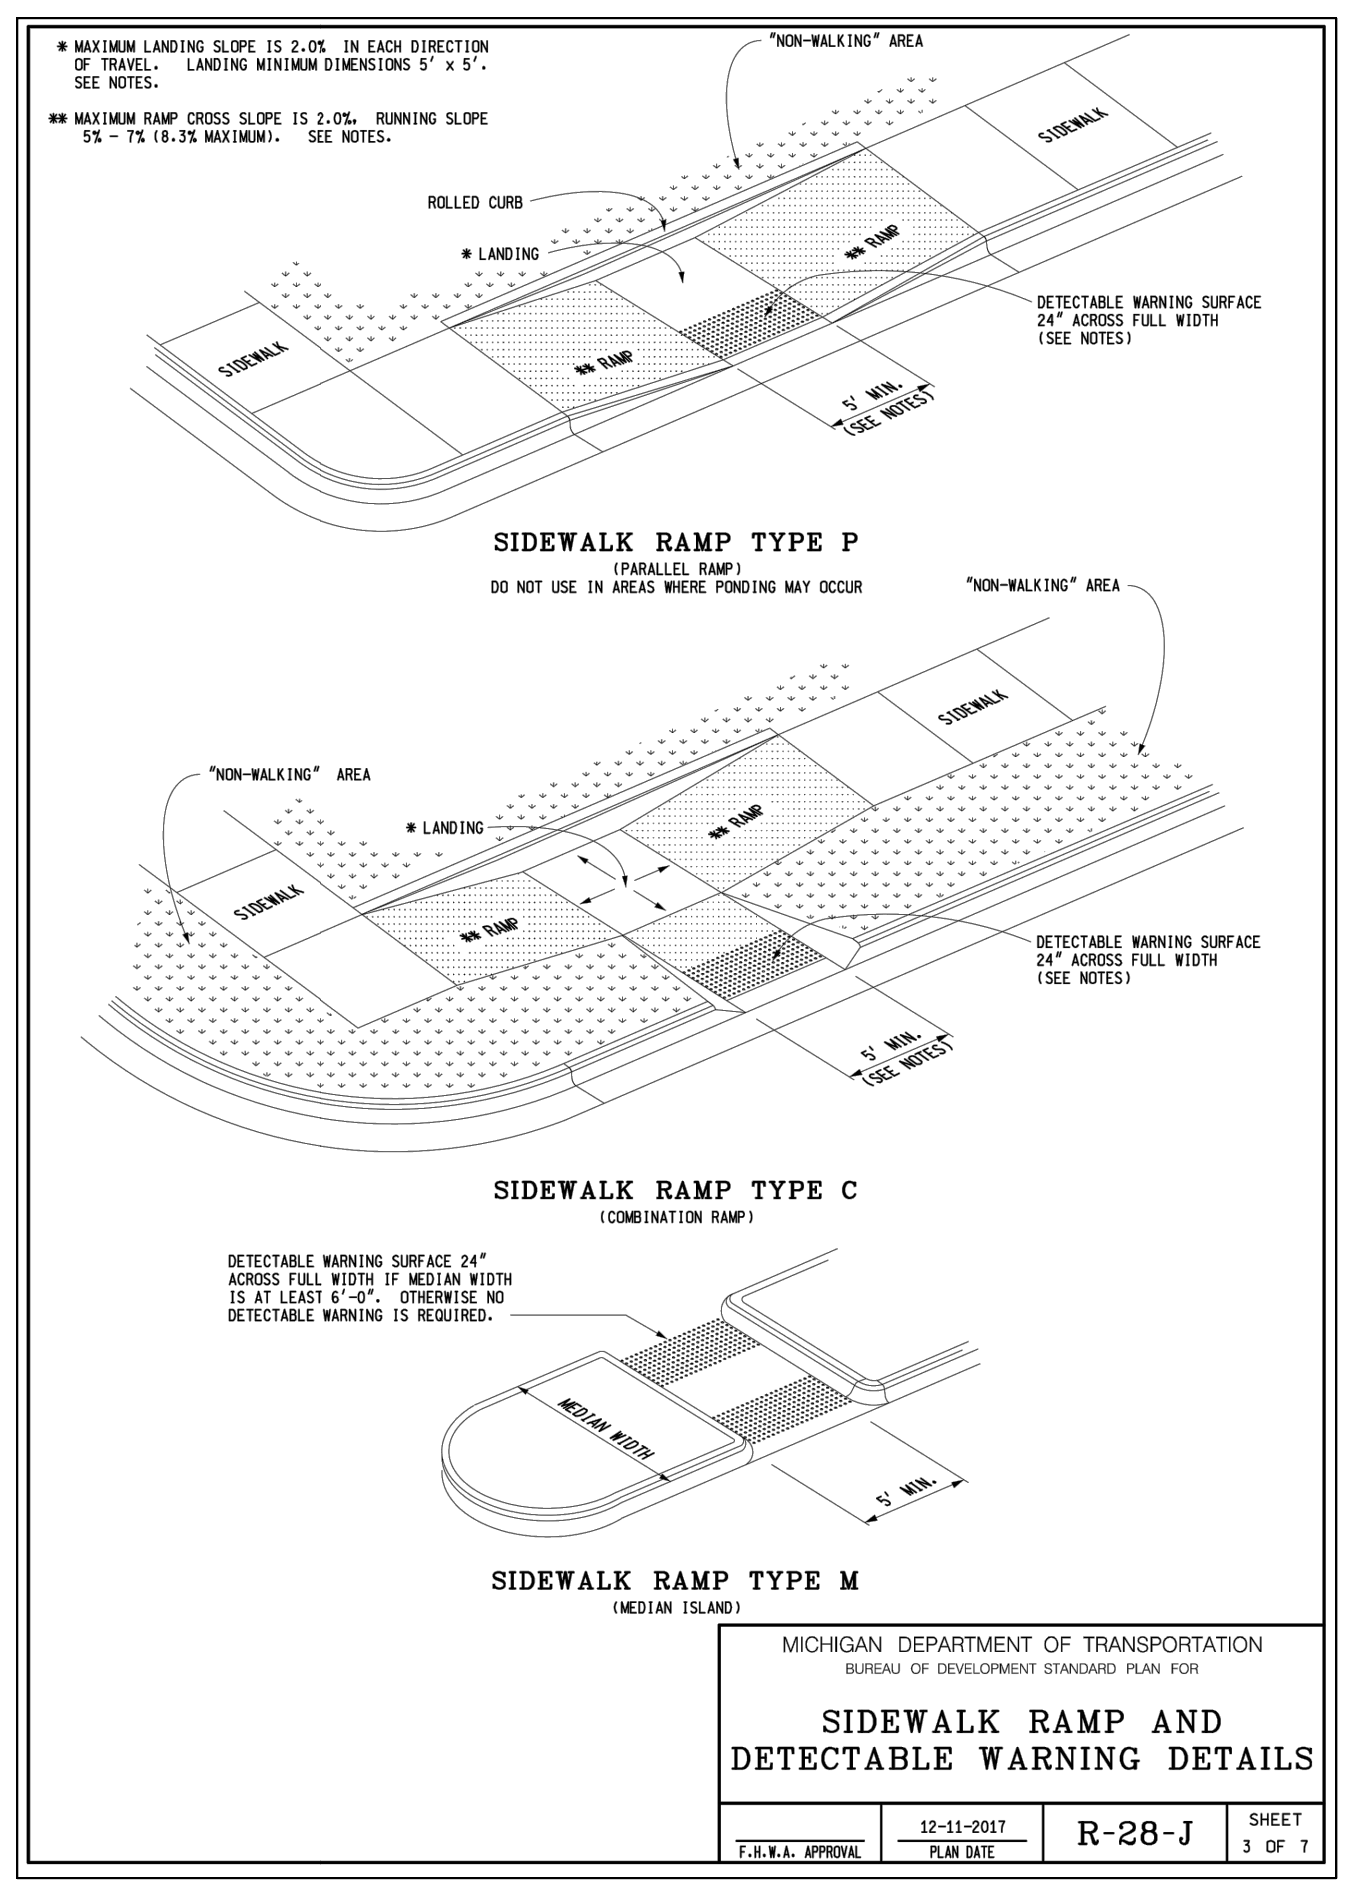 * MAXIMUM LANDING SLOPE IS 2.0% IN EACH DIRECTION
OF TRAVEL. LANDING MINIMUM DIMENSIONS 5' x 5'.
SEE NOTES.
** MAXIMUM RAMP CROSS SLOPE IS 2.0%, RUNNING SLOPE
5% - 7% (8.3% MAXIMUM). SEE NOTES.
"NON-WALKING" AREA
SIDEWALK
ROLLED CURB
** RAMP
* LANDING
DETECTABLE WARNING SURFACE
24" ACROSS FULL WIDTH
(SEE NOTES)
SIDEWALK
** RAMP
5' MIN.
(SEE NOTES)
SIDEWALK RAMP TYPE P
(PARALLEL RAMP)
DO NOT USE IN AREAS WHERE PONDING MAY OCCUR
"NON-WALKING" AREA
SIDEWALK
"NON-WALKING" AREA
* LANDING
** RAMP
SIDEWALK
** RAMP
DETECTABLE WARNING SURFACE
24" ACROSS FULL WIDTH
(SEE NOTES)
5' MIN.
(SEE NOTES)
SIDEWALK RAMP TYPE C
(COMBINATION RAMP)
DETECTABLE WARNING SURFACE 24"
ACROSS FULL WIDTH IF MEDIAN WIDTH
IS AT LEAST 6'-0". OTHERWISE NO
DETECTABLE WARNING IS REQUIRED.
MEDIAN WIDTH
5' MIN.
SIDEWALK RAMP TYPE M
(MEDIAN ISLAND)
MICHIGAN DEPARTMENT OF TRANSPORTATION
BUREAU OF DEVELOPMENT STANDARD PLAN FOR
SIDEWALK RAMP AND
DETECTABLE WARNING DETAILS
F.H.W.A. APPROVAL
12-11-2017
PLAN DATE
R-28-J
SHEET
3 OF 7